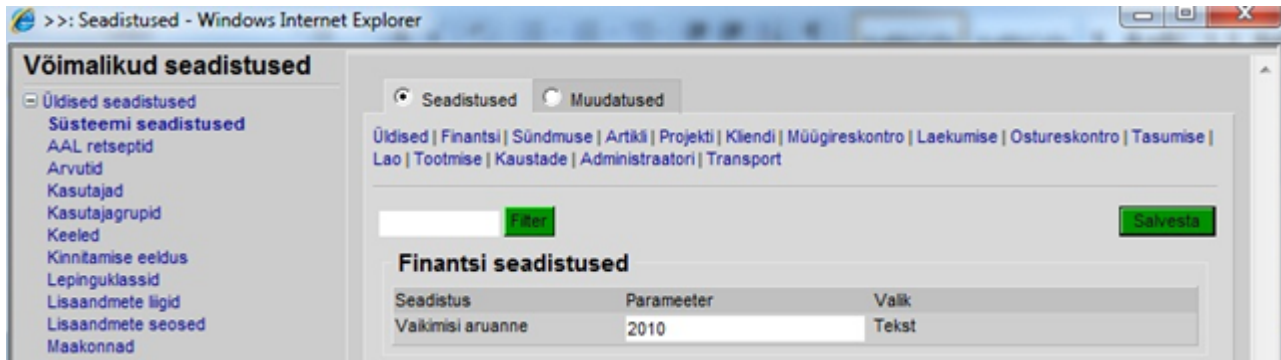 >>: Seadistused - Windows Internet Explorer
Võimalikud seadistused
Üldised seadistused
Süsteemi seadistused
AAL retseptid
Arvutid
Kasutajad
Kasutajagrupid
Keeled
Kinnitamise eeldus
Lepinguklassid
Lisaandmete liigid
Lisaandmete seosed
Maakonnad
Seadistused Muudatused
Üldised | Finantsi | Sündmuse | Artikli | Projekti | Kliendi | Müügireskontro | Laekumise | Ostureskontro | Tasumise |
Lao | Tootmise | Kaustade | Administraatori | Transport
Filter Salvesta
Finantsi seadistused
Seadistus Parameeter Valik
Vaikimisi aruanne 2010 Tekst